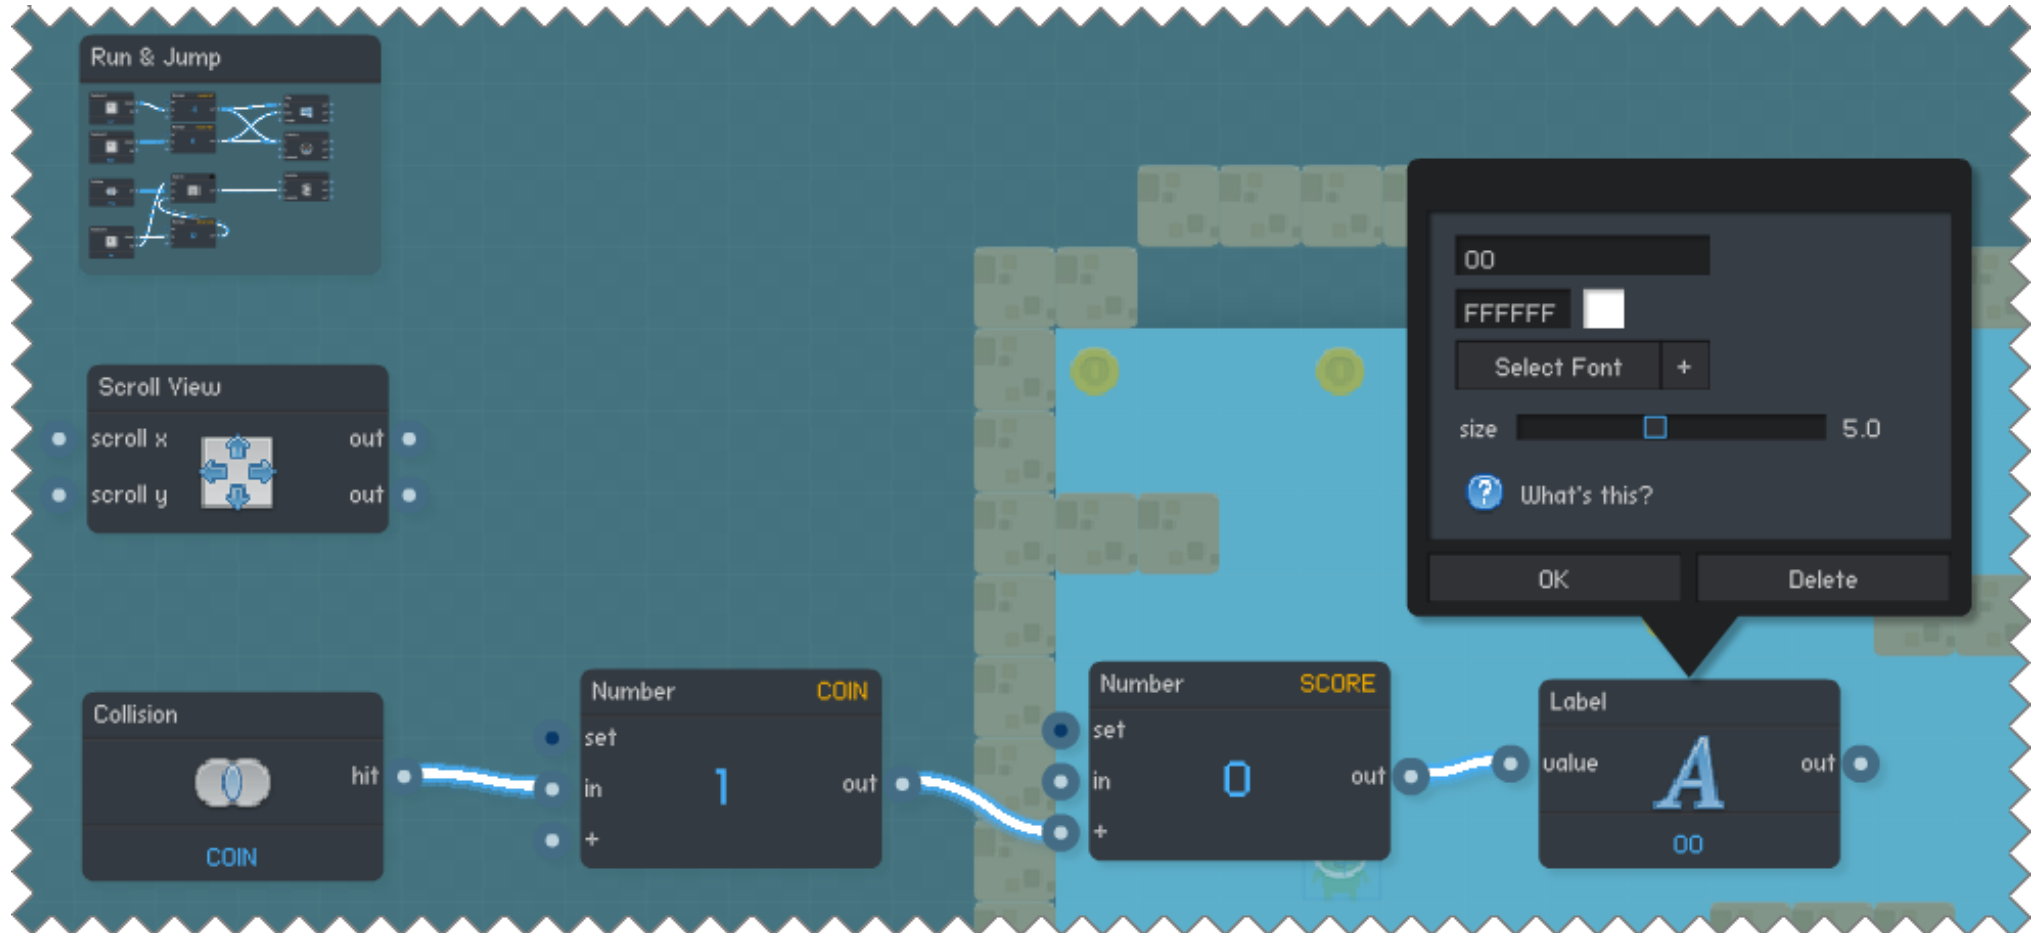 Run & Jump
Scroll View
scroll x out
scroll y out
Collision
hit
COIN
Number COIN
set
in 1 out
+
Number SCORE
set
in 0 out
+
00
FFFFFF
Select Font +
size 5.0
? What's this?
OK Delete
Label
value A out
00